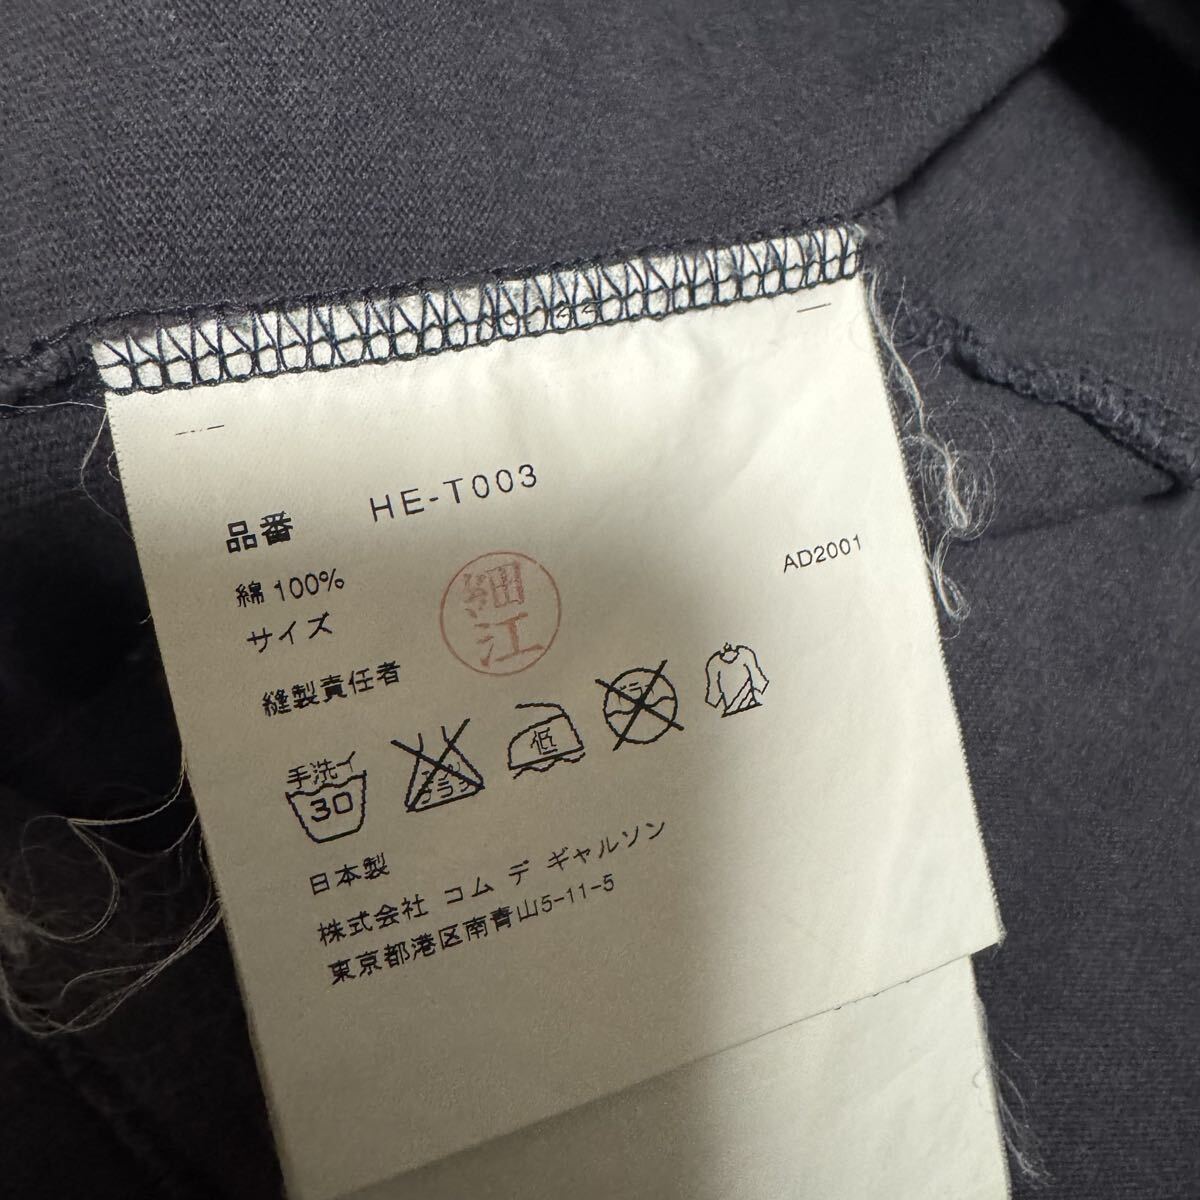 品番 HE-T003
綿 100% AD2001
サイズ
縫製責任者 細江
手洗イ
30
低
日本製
株式会社 コム デ ギャルソン
東京都港区南青山5-11-5